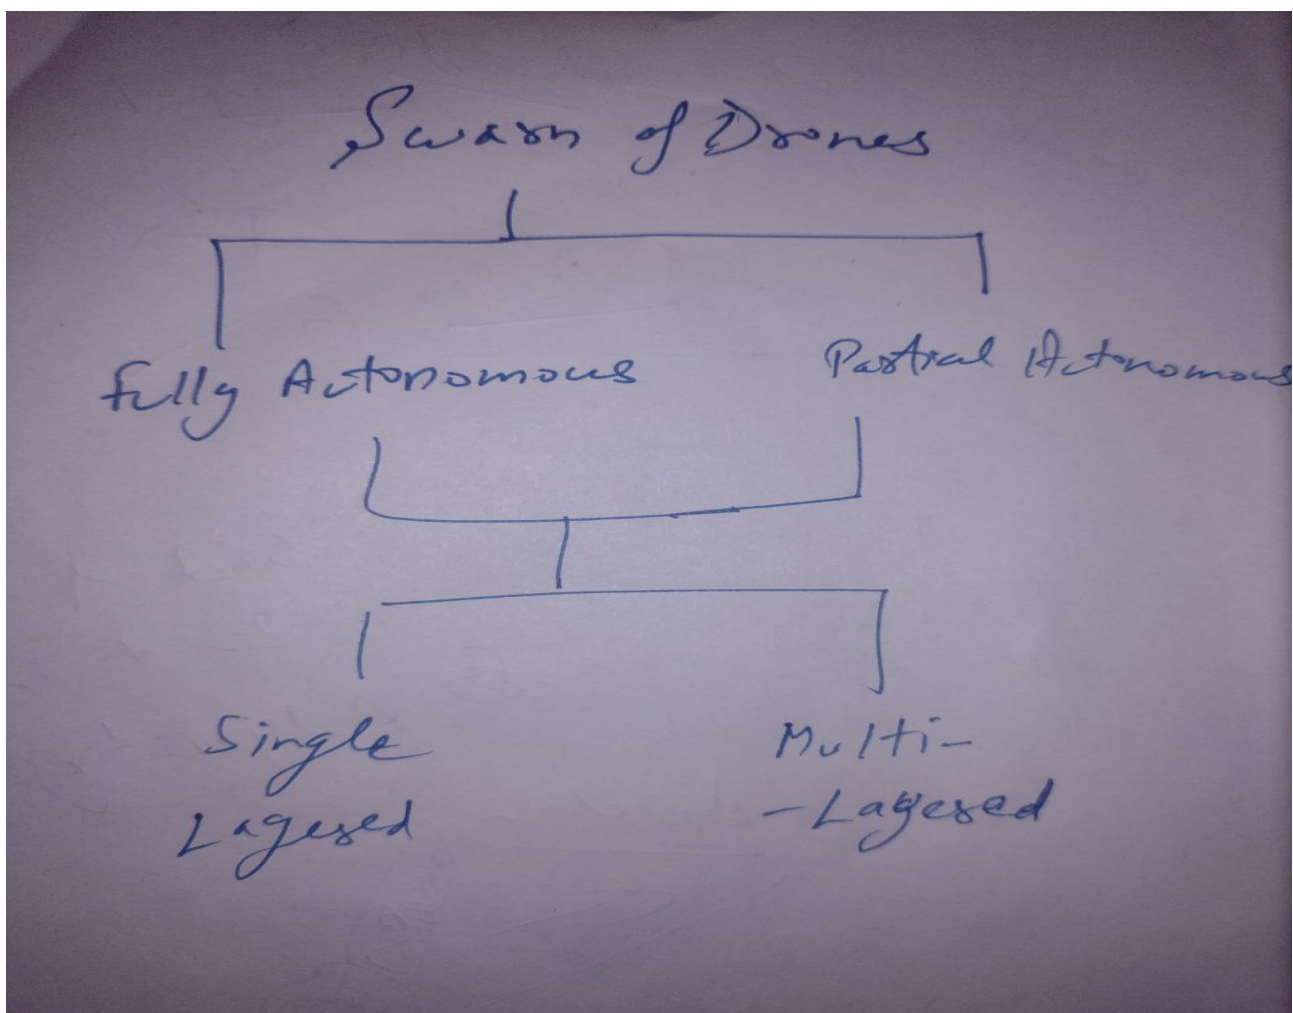 Swarm of Drones
Fully Autonomous
Partial Autonomous
Single
Layered
Multi-
-Layered